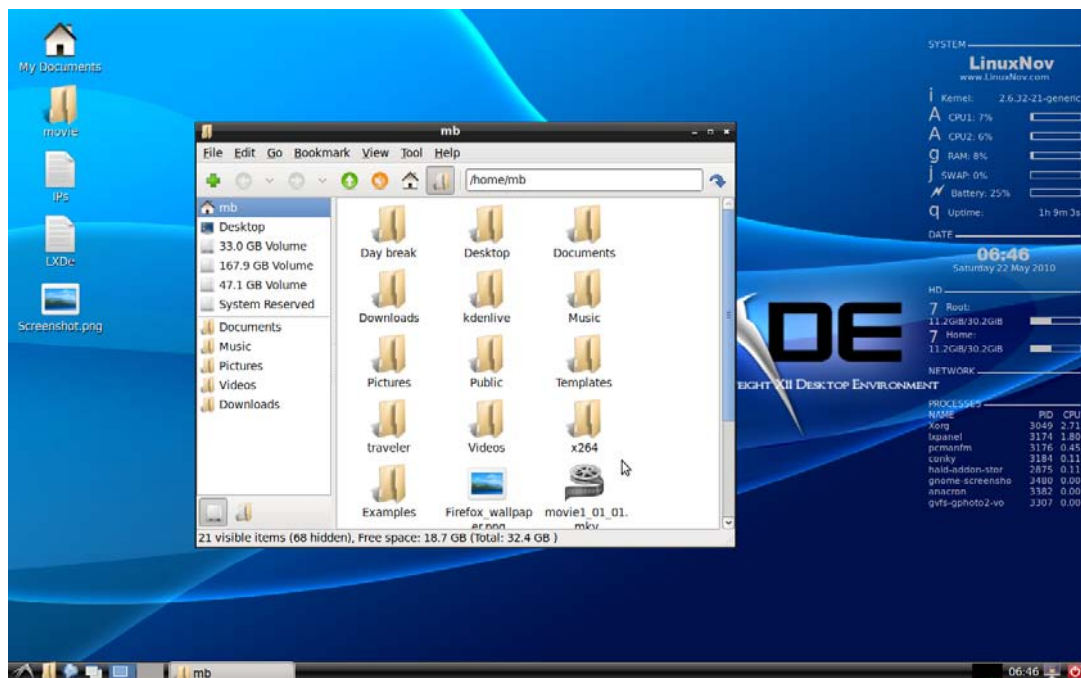 My Documents
movie
IPs
LXDe
Screenshot.png
mb
File Edit Go Bookmark View Tool Help
/home/mb
mb
Desktop
33.0 GB Volume
167.9 GB Volume
47.1 GB Volume
System Reserved
Documents
Music
Pictures
Videos
Downloads
Day break
Desktop
Documents
Downloads
kdenlive
Music
Pictures
Public
Templates
traveler
Videos
x264
Examples
Firefox_wallpap
er.png
movie1_01_01.
mkv
21 visible items (68 hidden), Free space: 18.7 GB (Total: 32.4 GB )
DE
EIGHT X11 DESKTOP ENVIRONMENT
SYSTEM
LinuxNov
www.LinuxNov.com
i Kernel: 2.6.32-21-generic
A CPU1: 7%
A CPU2: 6%
g RAM: 8%
j SWAP: 0%
Battery: 25%
q Uptime: 1h 9m 3s
DATE
06:46
Saturday 22 May 2010
HD
7 Root:
11.2GiB/30.2GiB
7 Home:
11.2GiB/30.2GiB
NETWORK
PROCESSES
NAME PID CPU
Xorg 3049 2.71
lxpanel 3174 1.80
pcmanfm 3176 0.45
conky 3184 0.11
hald-addon-stor 2875 0.11
gnome-screensho 3480 0.00
anacron 3382 0.00
gvfs-gphoto2-vo 3307 0.00
mb
06:46